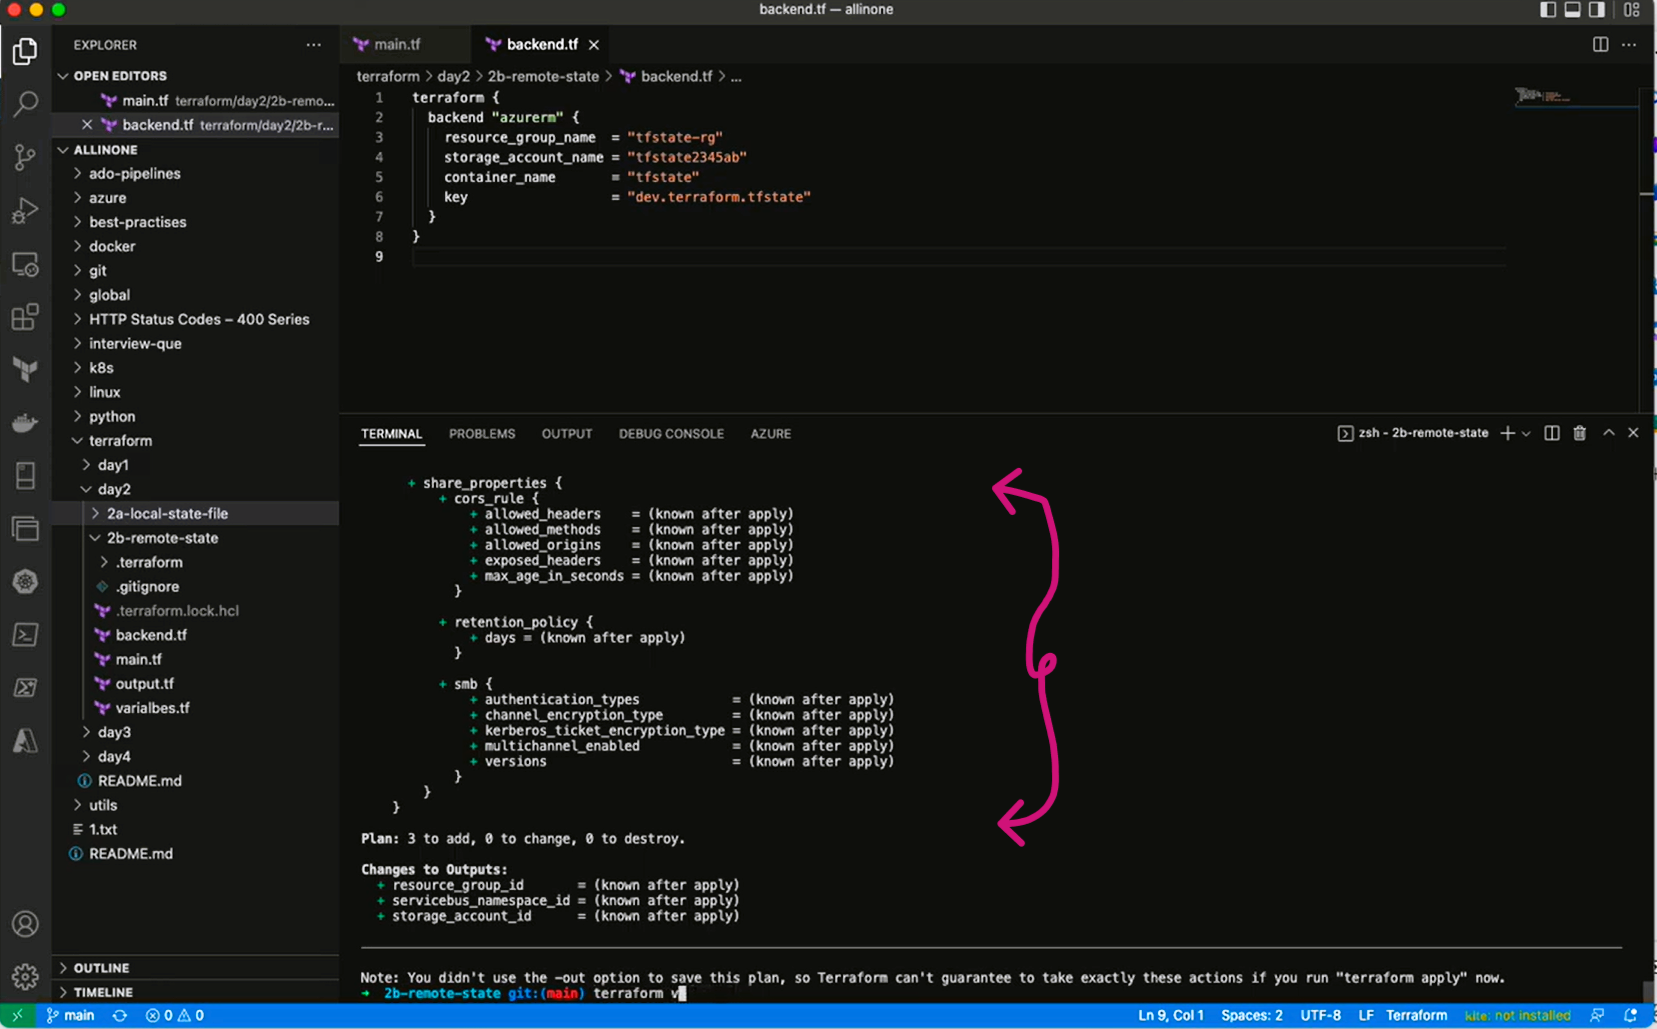 backend.tf — allinone
EXPLORER
OPEN EDITORS
main.tf terraform/day2/2b-remo...
backend.tf terraform/day2/2b-r...
ALLINONE
ado-pipelines
azure
best-practises
docker
git
global
HTTP Status Codes – 400 Series
interview-que
k8s
linux
python
terraform
day1
day2
2a-local-state-file
2b-remote-state
.terraform
.gitignore
.terraform.lock.hcl
backend.tf
main.tf
output.tf
varialbes.tf
day3
day4
README.md
utils
1.txt
README.md
OUTLINE
TIMELINE
main.tf
backend.tf
terraform > day2 > 2b-remote-state > backend.tf > ...
1 terraform {
2 backend "azurerm" {
3 resource_group_name = "tfstate-rg"
4 storage_account_name = "tfstate2345ab"
5 container_name = "tfstate"
6 key = "dev.terraform.tfstate"
7 }
8 }
9
TERMINAL PROBLEMS OUTPUT DEBUG CONSOLE AZURE
zsh - 2b-remote-state
+ share_properties {
+ cors_rule {
+ allowed_headers = (known after apply)
+ allowed_methods = (known after apply)
+ allowed_origins = (known after apply)
+ exposed_headers = (known after apply)
+ max_age_in_seconds = (known after apply)
}
+ retention_policy {
+ days = (known after apply)
}
+ smb {
+ authentication_types = (known after apply)
+ channel_encryption_type = (known after apply)
+ kerberos_ticket_encryption_type = (known after apply)
+ multichannel_enabled = (known after apply)
+ versions = (known after apply)
}
}
}
Plan: 3 to add, 0 to change, 0 to destroy.
Changes to Outputs:
+ resource_group_id = (known after apply)
+ servicebus_namespace_id = (known after apply)
+ storage_account_id = (known after apply)
Note: You didn't use the -out option to save this plan, so Terraform can't guarantee to take exactly these actions if you run "terraform apply" now.
➜ 2b-remote-state git:(main) terraform v
main 0 0 Ln 9, Col 1 Spaces: 2 UTF-8 LF Terraform kite: not installed